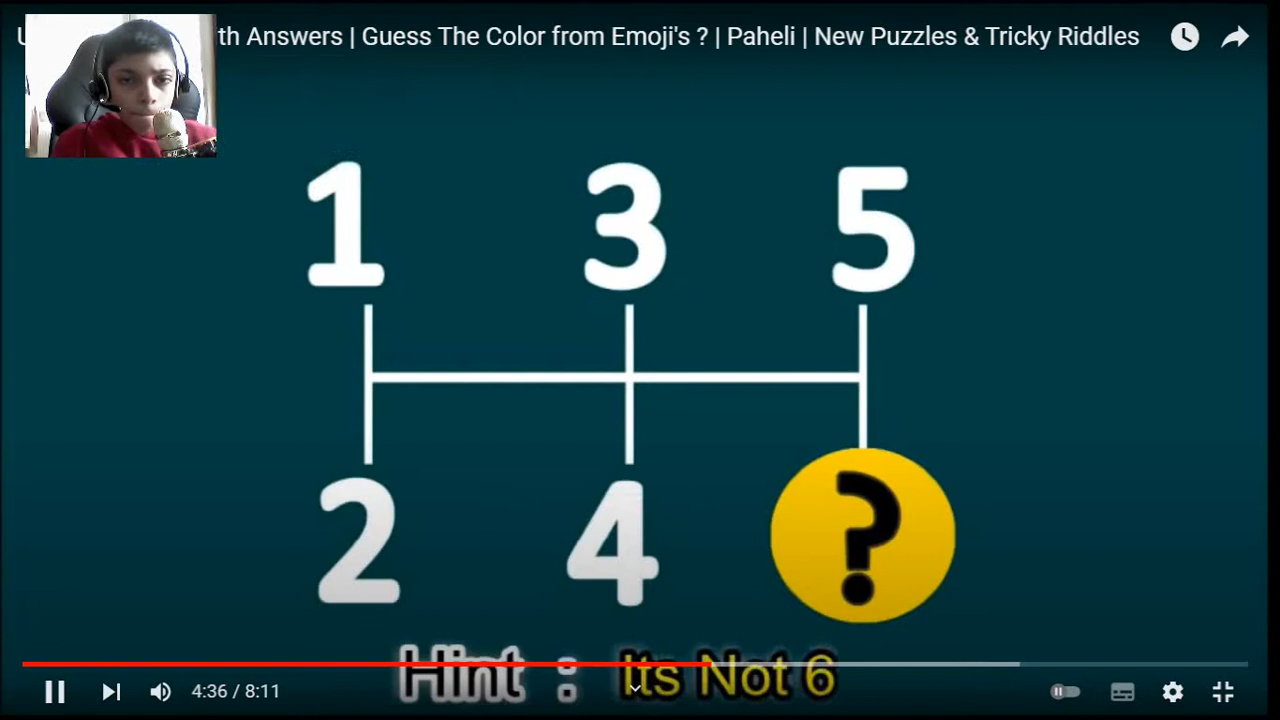 th Answers | Guess The Color from Emoji's ? | Paheli | New Puzzles & Tricky Riddles
1 3 5
2 4 ?
Hint : Its Not 6
4:36 / 8:11